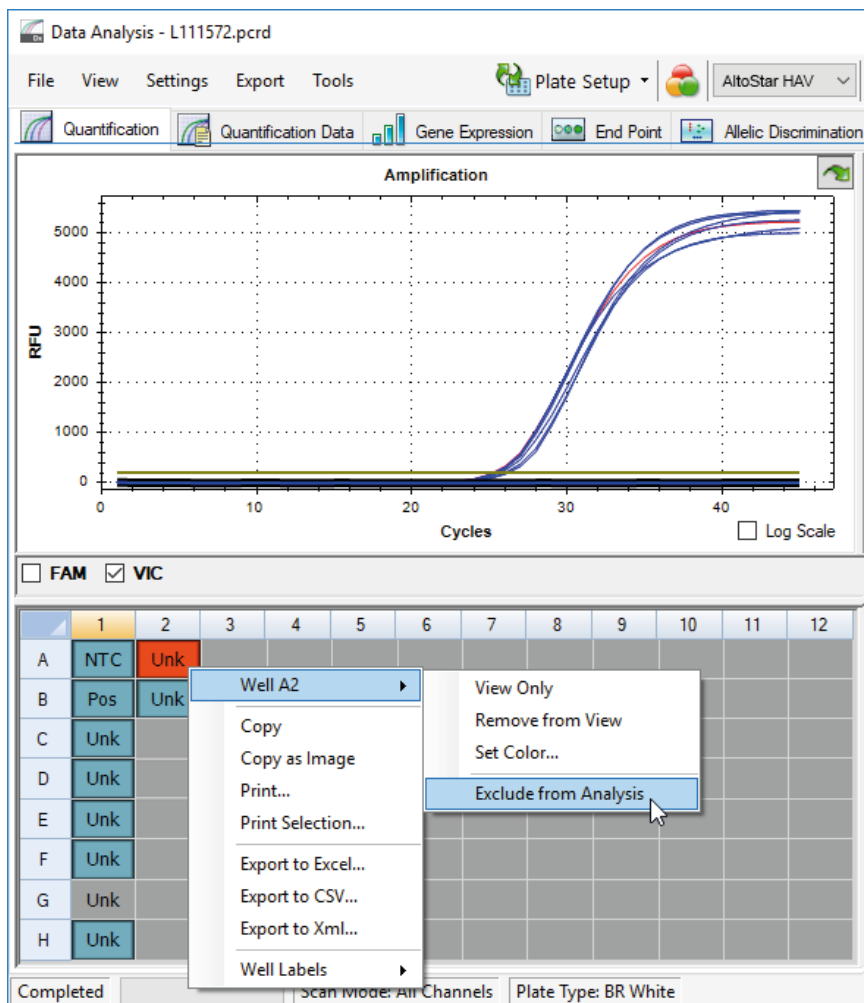 Data Analysis - L111572.pcrd
File View Settings Export Tools Plate Setup AltoStar HAV
Quantification Quantification Data Gene Expression End Point Allelic Discrimination
Amplification
5000
4000
3000
2000
1000
0
RFU
0 10 20 30 40
Cycles
Log Scale
FAM VIC
1 2 3 4 5 6 7 8 9 10 11 12
A NTC Unk
B Pos Unk
C Unk
D Unk
E Unk
F Unk
G Unk
H Unk
Well A2
Copy
Copy as Image
Print...
Print Selection...
Export to Excel...
Export to CSV...
Export to Xml...
Well Labels
View Only
Remove from View
Set Color...
Exclude from Analysis
Completed Scan Mode: All Channels Plate Type: BR White